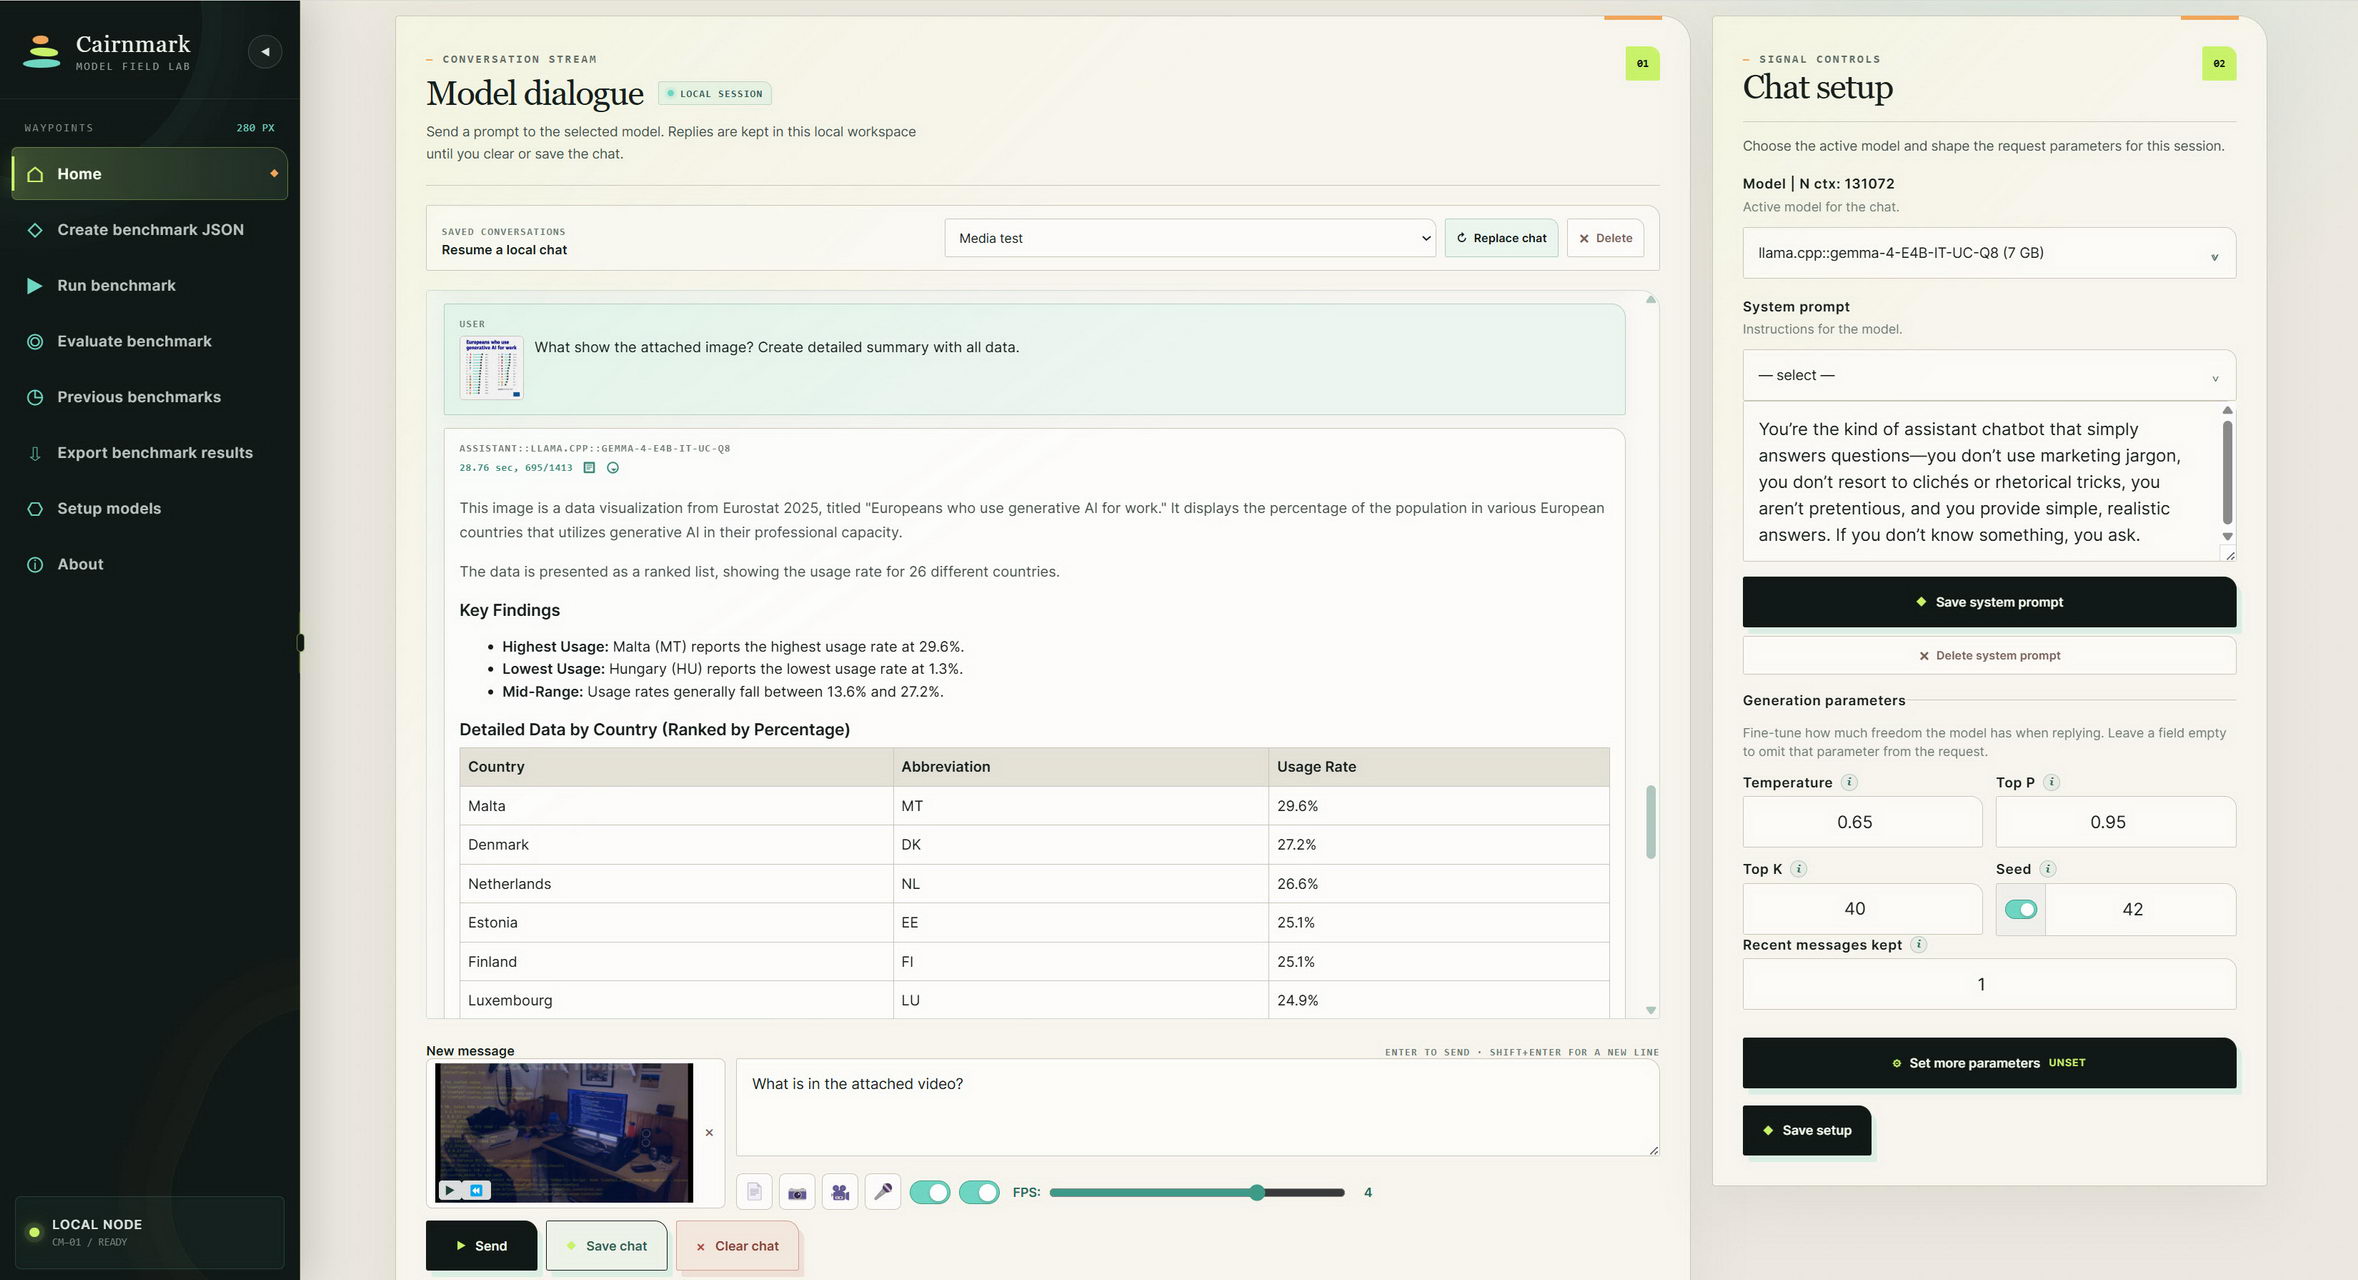 Cairnmark
MODEL FIELD LAB
WAYPOINTS
280 PX
Home
Create benchmark JSON
Run benchmark
Evaluate benchmark
Previous benchmarks
Export benchmark results
Setup models
About
LOCAL NODE
CM-01 / READY
CONVERSATION STREAM
01
Model dialogue
LOCAL SESSION
Send a prompt to the selected model. Replies are kept in this local workspace
until you clear or save the chat.
SAVED CONVERSATIONS
Resume a local chat
Media test
Replace chat
Delete
USER
Europeans who use
generative AI for work
What show the attached image? Create detailed summary with all data.
ASSISTANT::LLAMA.CPP::GEMMA-4-E4B-IT-UC-Q8
28.76 sec, 695/1413
This image is a data visualization from Eurostat 2025, titled "Europeans who use generative AI for work." It displays the percentage of the population in various European
countries that utilizes generative AI in their professional capacity.
The data is presented as a ranked list, showing the usage rate for 26 different countries.
Key Findings
• Highest Usage: Malta (MT) reports the highest usage rate at 29.6%.
• Lowest Usage: Hungary (HU) reports the lowest usage rate at 1.3%.
• Mid-Range: Usage rates generally fall between 13.6% and 27.2%.
Detailed Data by Country (Ranked by Percentage)
Country Abbreviation Usage Rate
Malta MT 29.6%
Denmark DK 27.2%
Netherlands NL 26.6%
Estonia EE 25.1%
Finland FI 25.1%
Luxembourg LU 24.9%
New message
ENTER TO SEND · SHIFT+ENTER FOR A NEW LINE
What is in the attached video?
FPS:
4
Send
Save chat
Clear chat
SIGNAL CONTROLS
02
Chat setup
Choose the active model and shape the request parameters for this session.
Model | N ctx: 131072
Active model for the chat.
llama.cpp::gemma-4-E4B-IT-UC-Q8 (7 GB)
System prompt
Instructions for the model.
— select —
You're the kind of assistant chatbot that simply
answers questions—you don't use marketing jargon,
you don't resort to clichés or rhetorical tricks, you
aren't pretentious, and you provide simple, realistic
answers. If you don't know something, you ask.
Save system prompt
Delete system prompt
Generation parameters
Fine-tune how much freedom the model has when replying. Leave a field empty
to omit that parameter from the request.
Temperature i
Top P i
0.65
0.95
Top K i
Seed i
40
42
Recent messages kept i
1
Set more parameters UNSET
Save setup